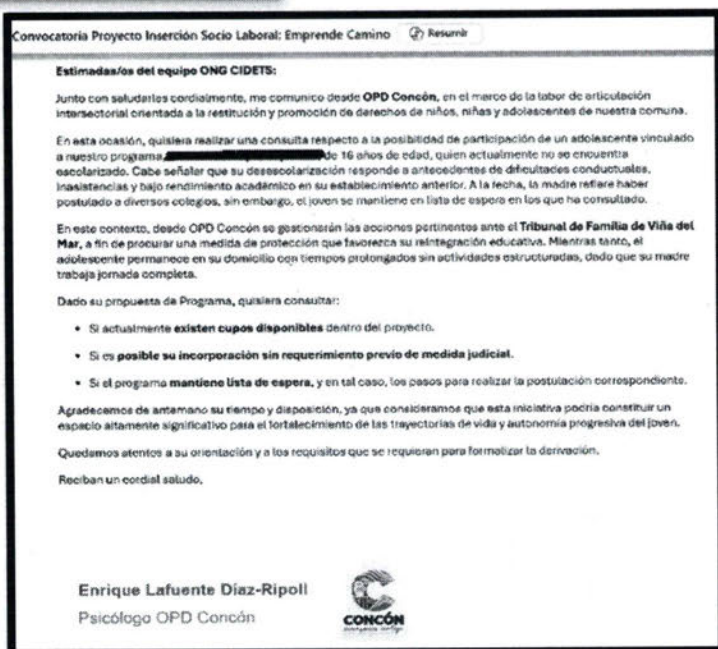 Convocatoria Proyecto Inserción Socio Laboral: Emprende Camino Resumir
Estimadas/os del equipo ONG CIDETS:
Junto con saludarles cordialmente, me comunico desde OPD Concón, en el marco de la labor de articulación
intersectorial orientada a la restitución y promoción de derechos de niños, niñas y adolescentes de nuestra comuna.
En esta ocasión, quisiera realizar una consulta respecto a la posibilidad de participación de un adolescente vinculado
a nuestro programa, de 16 años de edad, quien actualmente no se encuentra
escolarizado. Cabe señalar que su desescolarización responde a antecedentes de dificultades conductuales,
inasistencias y bajo rendimiento académico en su establecimiento anterior. A la fecha, la madre refiere haber
postulado a diversos colegios, sin embargo, el joven se mantiene en lista de espera en los que ha consultado.
En este contexto, desde OPD Concón se gestionarán las acciones pertinentes ante el Tribunal de Familia de Viña del
Mar, a fin de procurar una medida de protección que favorezca su reintegración educativa. Mientras tanto, el
adolescente permanece en su domicilio con tiempos prolongados sin actividades estructuradas, dado que su madre
trabaja jornada completa.
Dado su propuesta de Programa, quisiera consultar:
• Si actualmente existen cupos disponibles dentro del proyecto.
• Si es posible su incorporación sin requerimiento previo de medida judicial.
• Si el programa mantiene lista de espera, y en tal caso, los pasos para realizar la postulación correspondiente.
Agradecemos de antemano su tiempo y disposición, ya que consideramos que esta iniciativa podría constituir un
espacio altamente significativo para el fortalecimiento de las trayectorias de vida y autonomía progresiva del joven.
Quedamos atentos a su orientación y a los requisitos que se requieran para formalizar la derivación.
Reciban un cordial saludo,
Enrique Lafuente Díaz-Ripoll
Psicólogo OPD Concón
CONCÓN